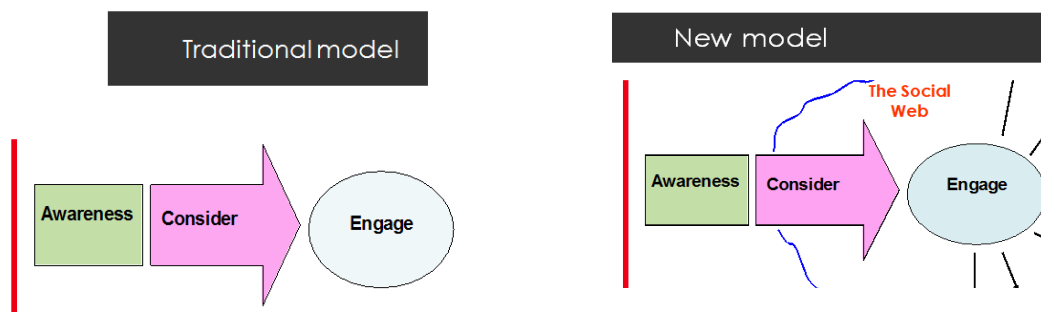 Traditional model
Awareness
Consider
Engage
New model
The Social
Web
Awareness
Consider
Engage